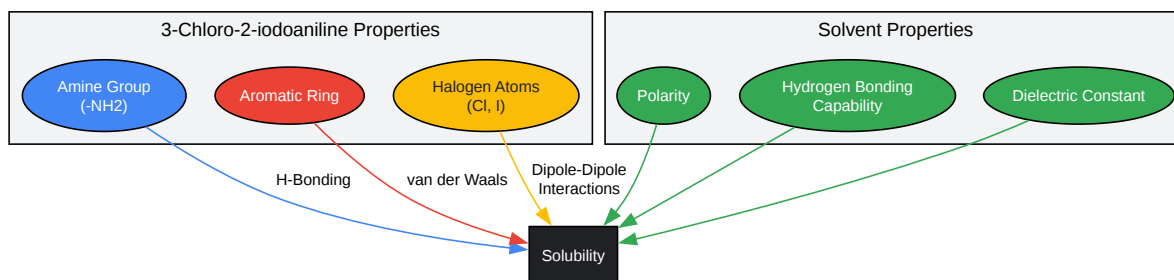 3-Chloro-2-iodoaniline Properties
Solvent Properties
Amine Group
(-NH2)
Aromatic Ring
Halogen Atoms
(Cl, I)
Polarity
Hydrogen Bonding
Capability
Dielectric Constant
H-Bonding
van der Waals
Dipole-Dipole
Interactions
Solubility